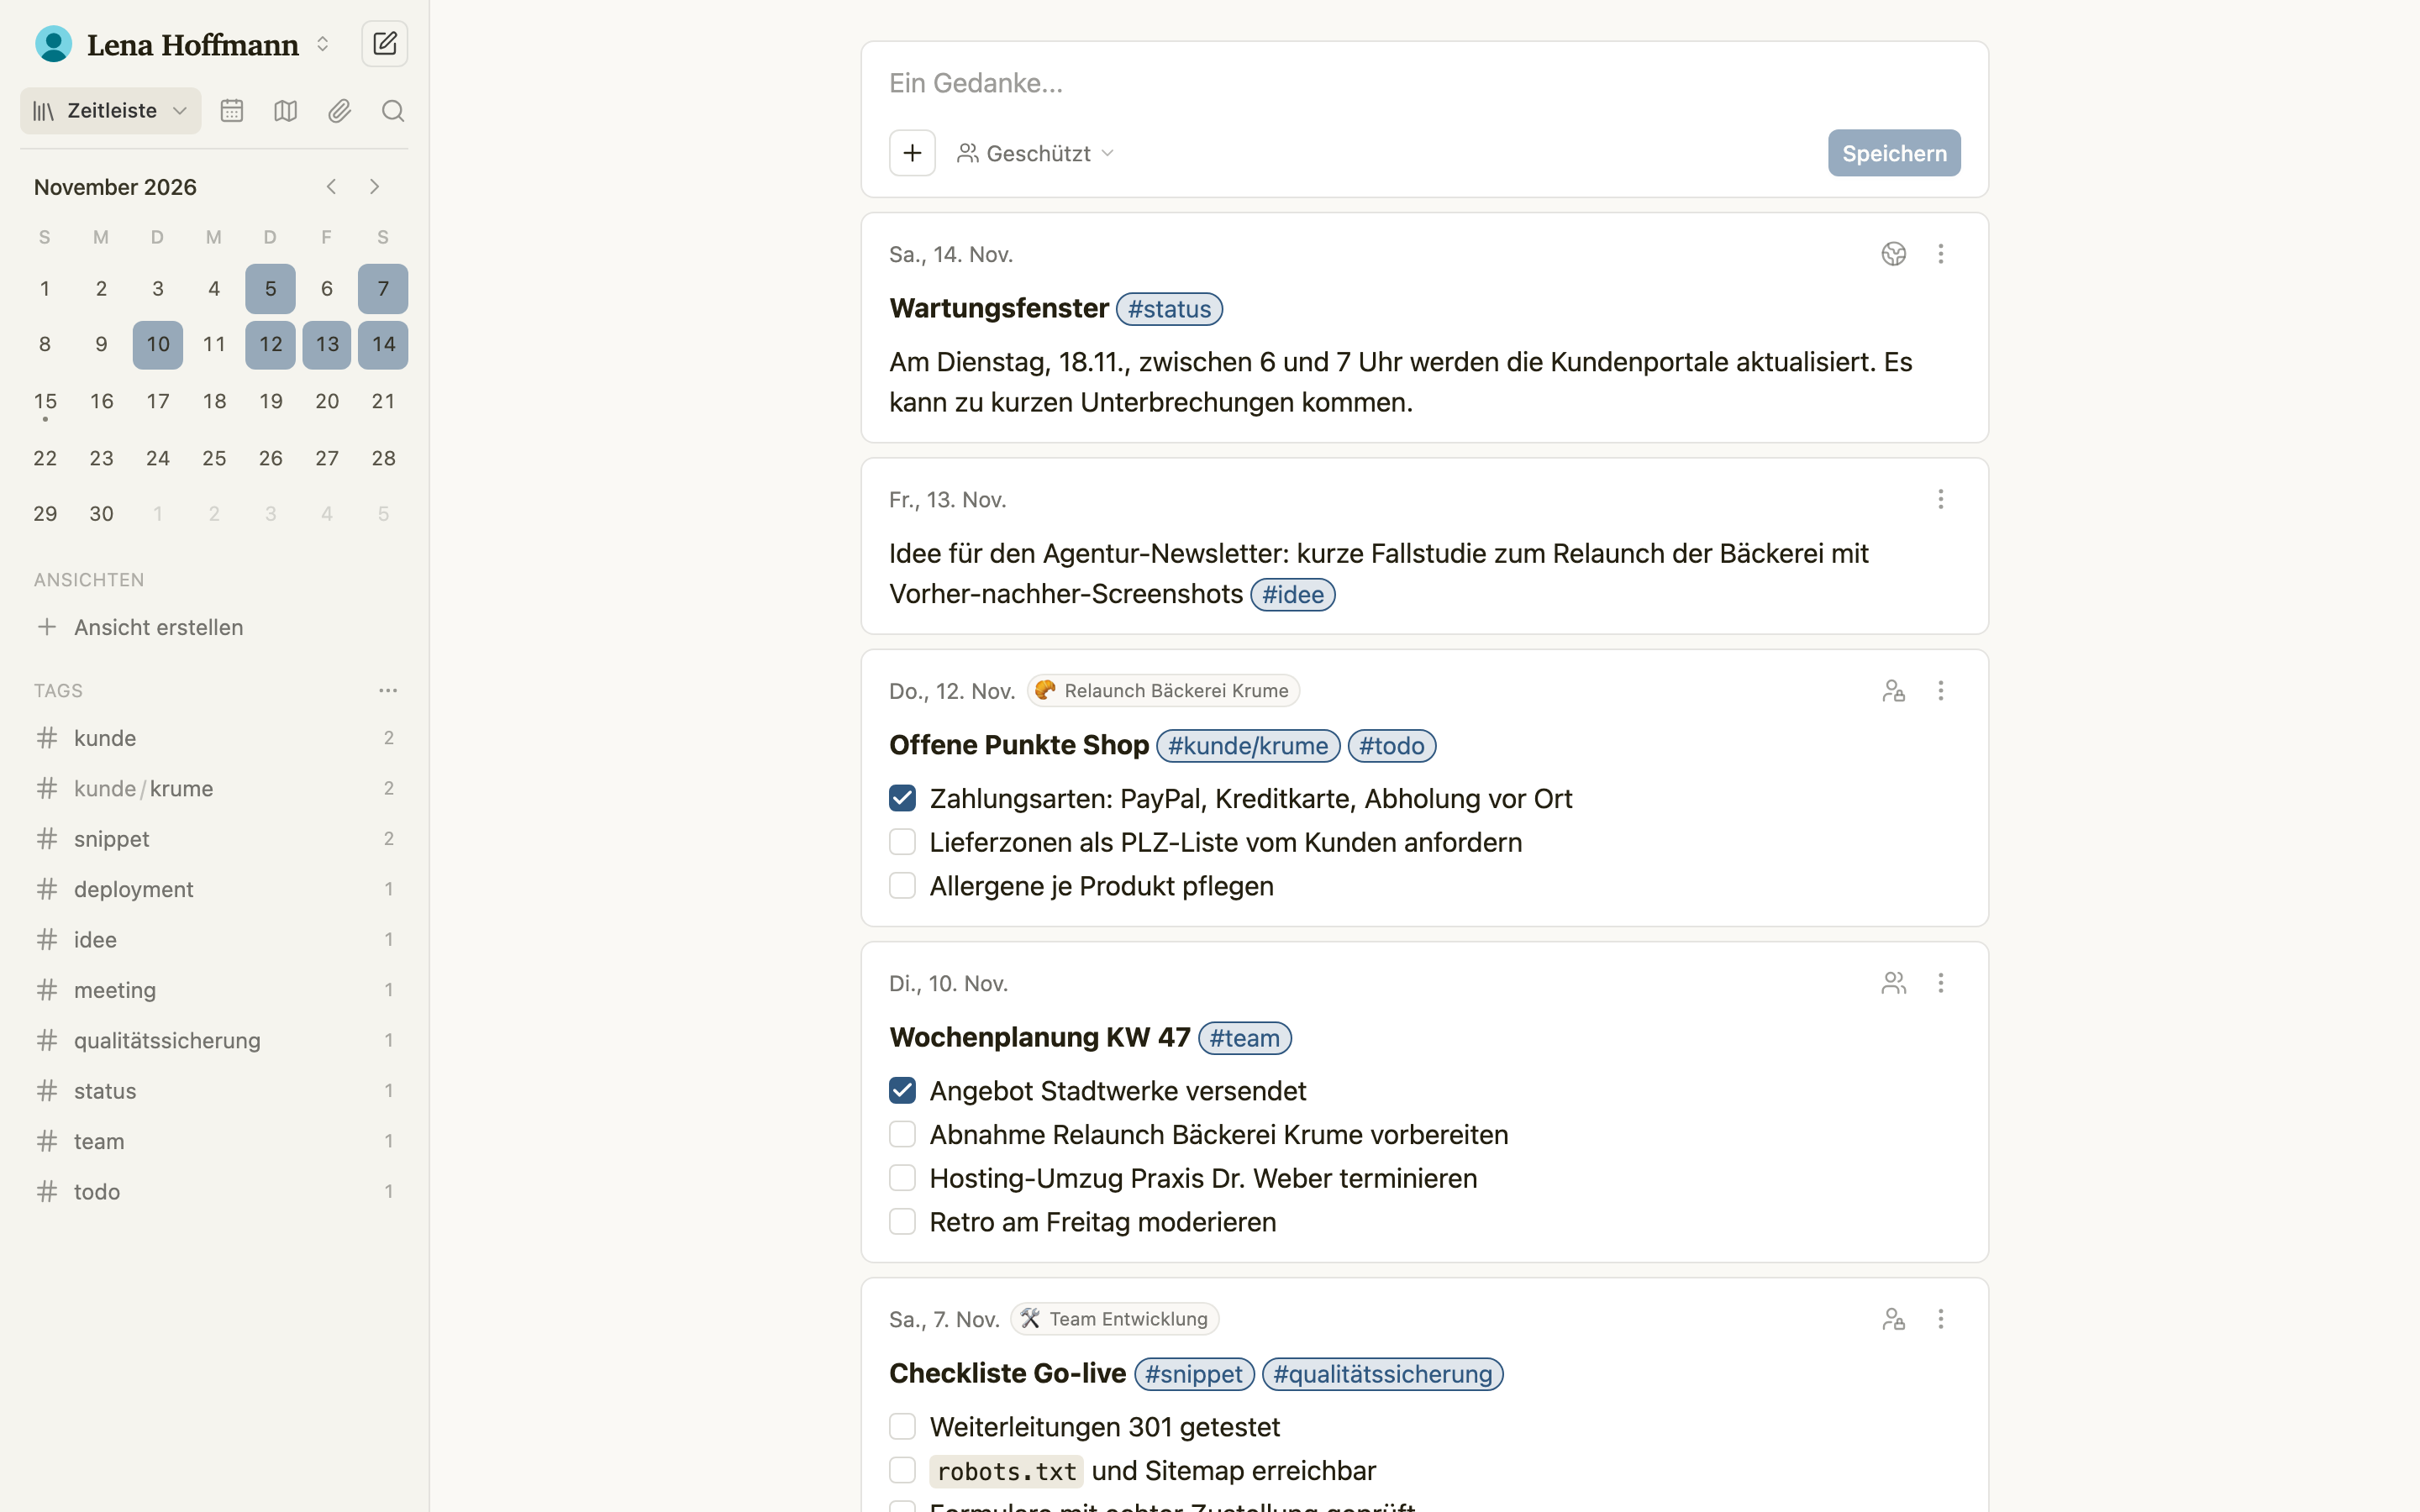 Lena Hoffmann
Zeitleiste
November 2026
S M D M D F S
1 2 3 4 5 6 7
8 9 10 11 12 13 14
15 16 17 18 19 20 21
22 23 24 25 26 27 28
29 30 1 2 3 4 5
ANSICHTEN
Ansicht erstellen
TAGS
# kunde 2
# kunde/krume 2
# snippet 2
# deployment 1
# idee 1
# meeting 1
# qualitätssicherung 1
# status 1
# team 1
# todo 1
Ein Gedanke...
Geschützt
Speichern
Sa., 14. Nov.
Wartungsfenster #status
Am Dienstag, 18.11., zwischen 6 und 7 Uhr werden die Kundenportale aktualisiert. Es
kann zu kurzen Unterbrechungen kommen.
Fr., 13. Nov.
Idee für den Agentur-Newsletter: kurze Fallstudie zum Relaunch der Bäckerei mit
Vorher-nachher-Screenshots #idee
Do., 12. Nov. Relaunch Bäckerei Krume
Offene Punkte Shop #kunde/krume #todo
Zahlungsarten: PayPal, Kreditkarte, Abholung vor Ort
Lieferzonen als PLZ-Liste vom Kunden anfordern
Allergene je Produkt pflegen
Di., 10. Nov.
Wochenplanung KW 47 #team
Angebot Stadtwerke versendet
Abnahme Relaunch Bäckerei Krume vorbereiten
Hosting-Umzug Praxis Dr. Weber terminieren
Retro am Freitag moderieren
Sa., 7. Nov. Team Entwicklung
Checkliste Go-live #snippet #qualitätssicherung
Weiterleitungen 301 getestet
robots.txt und Sitemap erreichbar
Formulare mit echter Zustellung geprüft